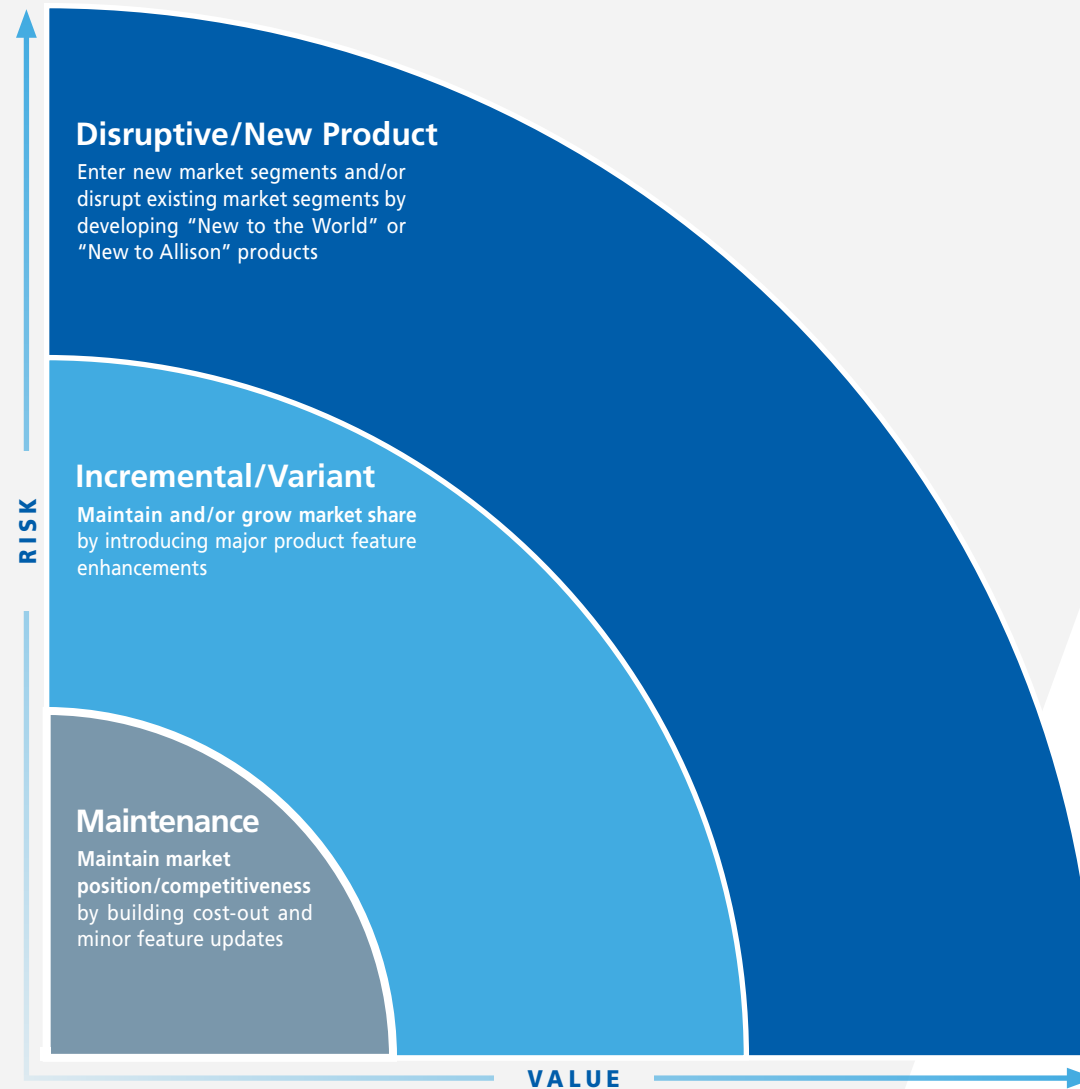 Disruptive/New Product
Enter new market segments and/or
disrupt existing market segments by
developing “New to the World” or
“New to Allison” products
Incremental/Variant
Maintain and/or grow market share
by introducing major product feature
enhancements
RISK
Maintenance
Maintain market
position/competitiveness
by building cost-out and
minor feature updates
VALUE